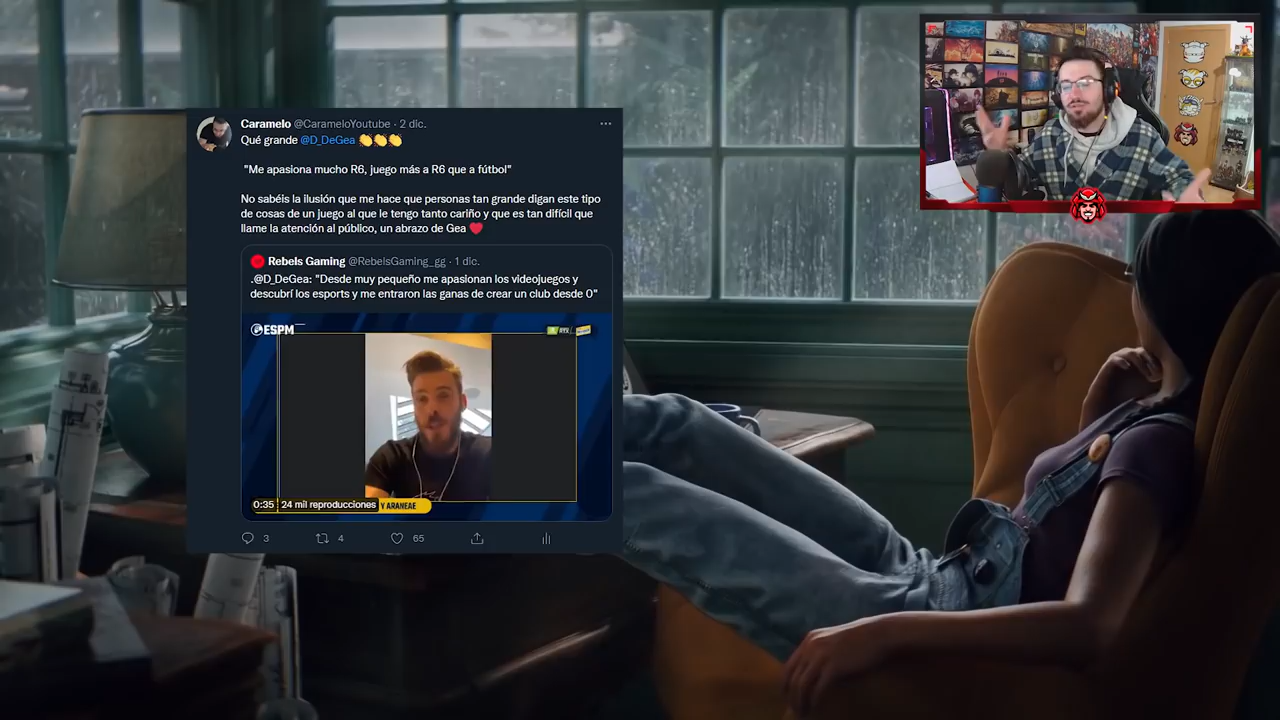 Caramelo @CarameloYoutube · 2 dic.
Qué grande @D_DeGea 👏👏👏
"Me apasiona mucho R6, juego más a R6 que a fútbol"
No sabéis la ilusión que me hace que personas tan grande digan este tipo
de cosas de un juego al que le tengo tanto cariño y que es tan difícil que
llame la atención al público, un abrazo de Gea ❤️
Rebels Gaming @RebelsGaming_gg · 1 dic.
.@D_DeGea: "Desde muy pequeño me apasionan los videojuegos y
descubrí los esports y me entraron las ganas de crear un club desde 0"
ESPM
0:35 24 mil reproducciones Y ARANEAE
3 4 65